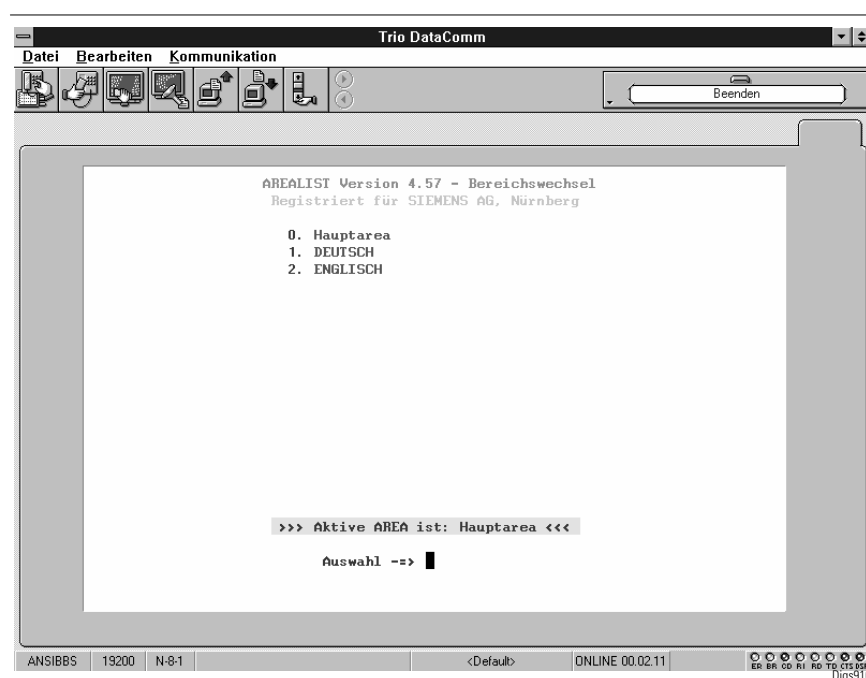 Trio DataComm
Datei Bearbeiten Kommunikation
Beenden
AREALIST Version 4.57 - Bereichswechsel
Registriert für SIEMENS AG, Nürnberg
0. Hauptarea
1. DEUTSCH
2. ENGLISCH
>>> Aktive AREA ist: Hauptarea <<<
Auswahl -=>
ANSIBBS 19200 N-8-1 <Default> ONLINE 00.02.11
ER BR CD RI RD TD CTS DSR